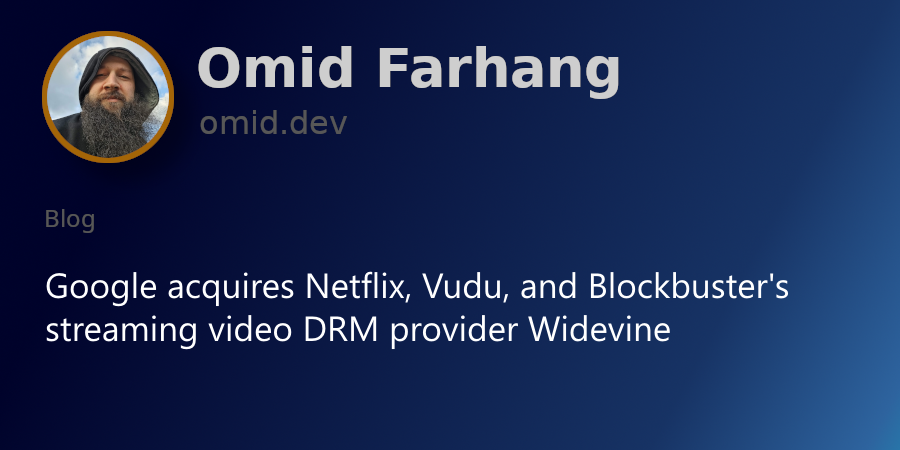 Omid Farhang
omid.dev
Blog
Google acquires Netflix, Vudu, and Blockbuster's
streaming video DRM provider Widevine